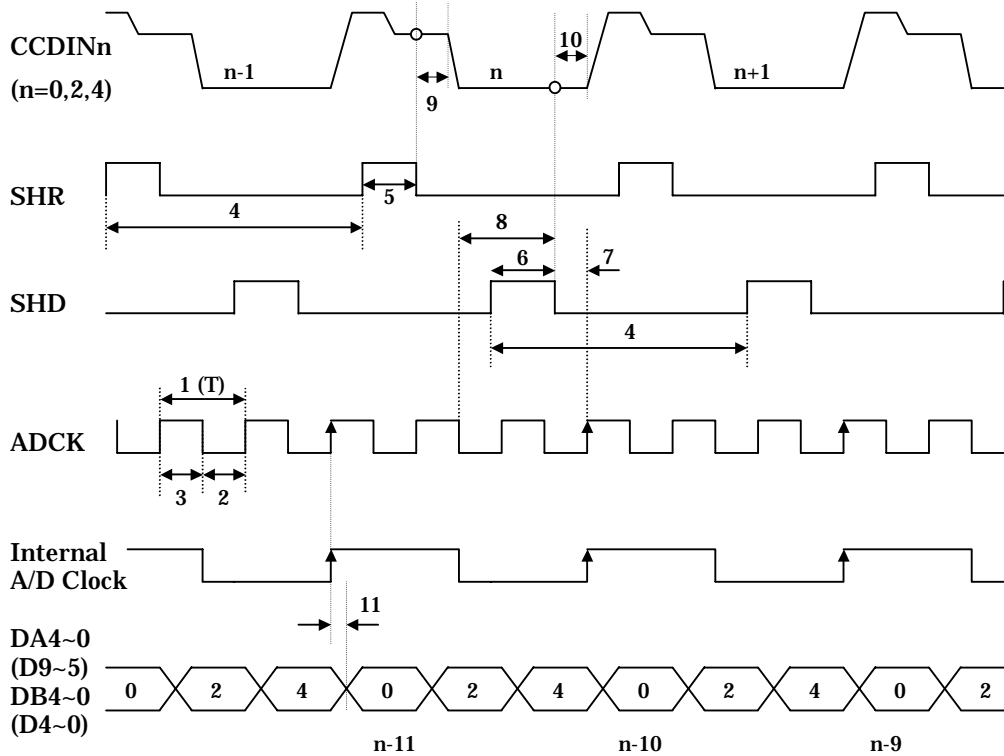 CCDINn
(n=0,2,4)
n-1
n
n+1
10
9
SHR
5
4
8
6
7
SHD
4
1 (T)
ADCK
3
2
Internal
A/D Clock
11
DA4~0
(D9~5)
DB4~0
(D4~0)
0 2 4 0 2 4 0 2 4 0 2
n-11 n-10 n-9